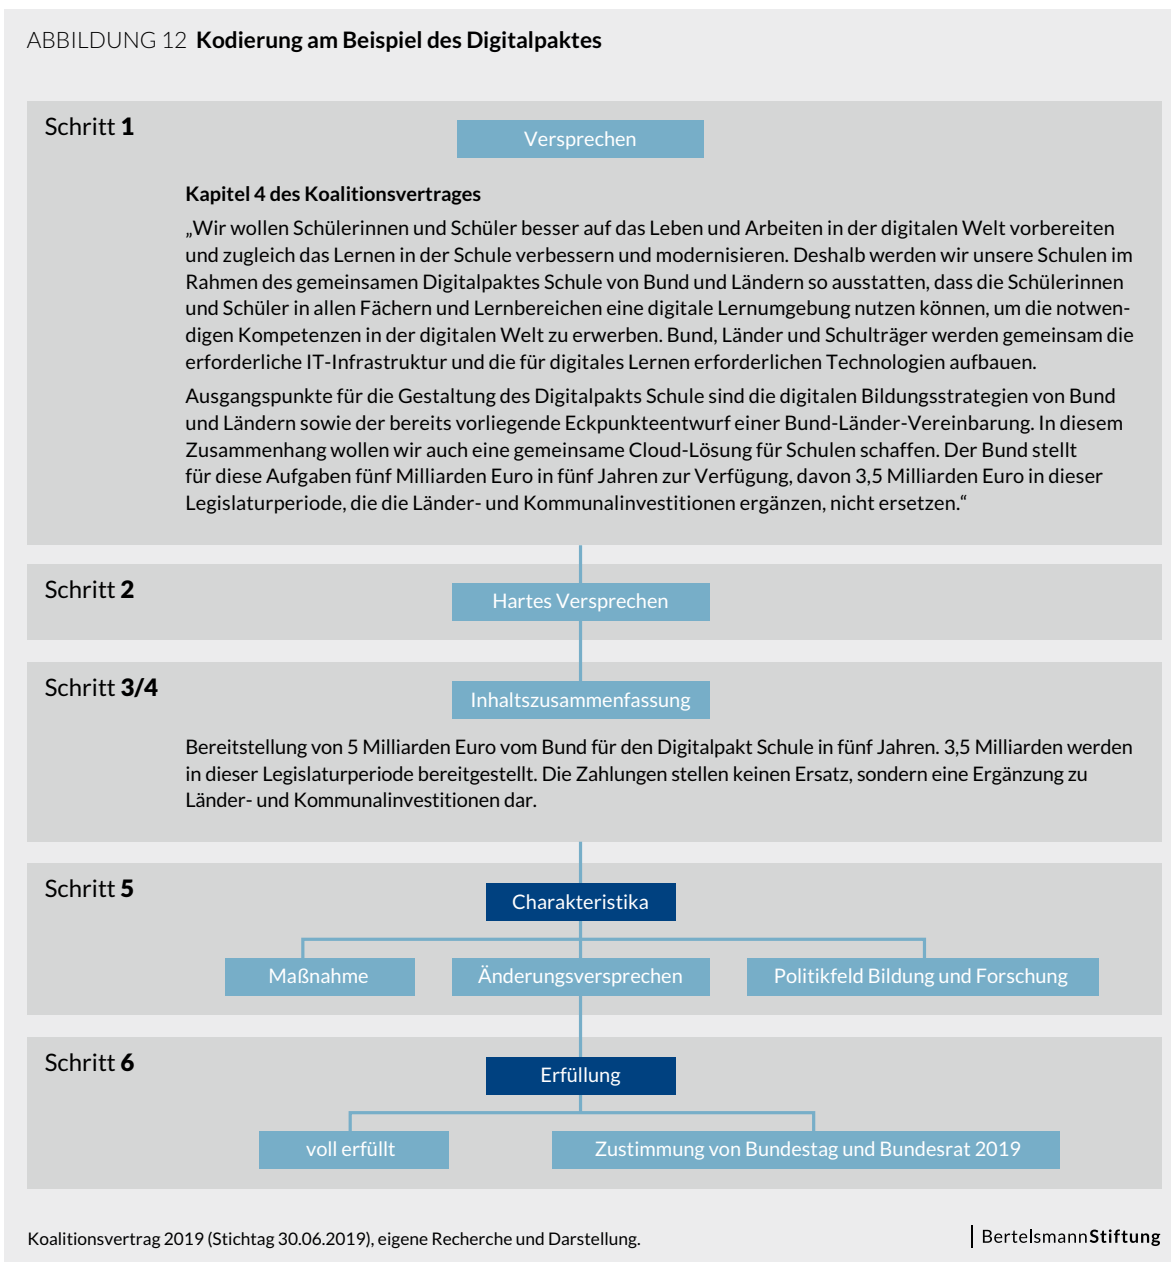 ABBILDUNG 12 Kodierung am Beispiel des Digitalpaktes
Schritt 1
Versprechen
Kapitel 4 des Koalitionsvertrages
„Wir wollen Schülerinnen und Schüler besser auf das Leben und Arbeiten in der digitalen Welt vorbereiten
und zugleich das Lernen in der Schule verbessern und modernisieren. Deshalb werden wir unsere Schulen im
Rahmen des gemeinsamen Digitalpaktes Schule von Bund und Ländern so ausstatten, dass die Schülerinnen
und Schüler in allen Fächern und Lernbereichen eine digitale Lernumgebung nutzen können, um die notwen-
digen Kompetenzen in der digitalen Welt zu erwerben. Bund, Länder und Schulträger werden gemeinsam die
erforderliche IT-Infrastruktur und die für digitales Lernen erforderlichen Technologien aufbauen.
Ausgangspunkte für die Gestaltung des Digitalpakts Schule sind die digitalen Bildungsstrategien von Bund
und Ländern sowie der bereits vorliegende Eckpunkteentwurf einer Bund-Länder-Vereinbarung. In diesem
Zusammenhang wollen wir auch eine gemeinsame Cloud-Lösung für Schulen schaffen. Der Bund stellt
für diese Aufgaben fünf Milliarden Euro in fünf Jahren zur Verfügung, davon 3,5 Milliarden Euro in dieser
Legislaturperiode, die die Länder- und Kommunalinvestitionen ergänzen, nicht ersetzen.“
Schritt 2
Hartes Versprechen
Schritt 3/4
Inhaltszusammenfassung
Bereitstellung von 5 Milliarden Euro vom Bund für den Digitalpakt Schule in fünf Jahren. 3,5 Milliarden werden
in dieser Legislaturperiode bereitgestellt. Die Zahlungen stellen keinen Ersatz, sondern eine Ergänzung zu
Länder- und Kommunalinvestitionen dar.
Schritt 5
Charakteristika
Maßnahme
Änderungsversprechen
Politikfeld Bildung und Forschung
Schritt 6
Erfüllung
voll erfüllt
Zustimmung von Bundestag und Bundesrat 2019
Koalitionsvertrag 2019 (Stichtag 30.06.2019), eigene Recherche und Darstellung.
BertelsmannStiftung